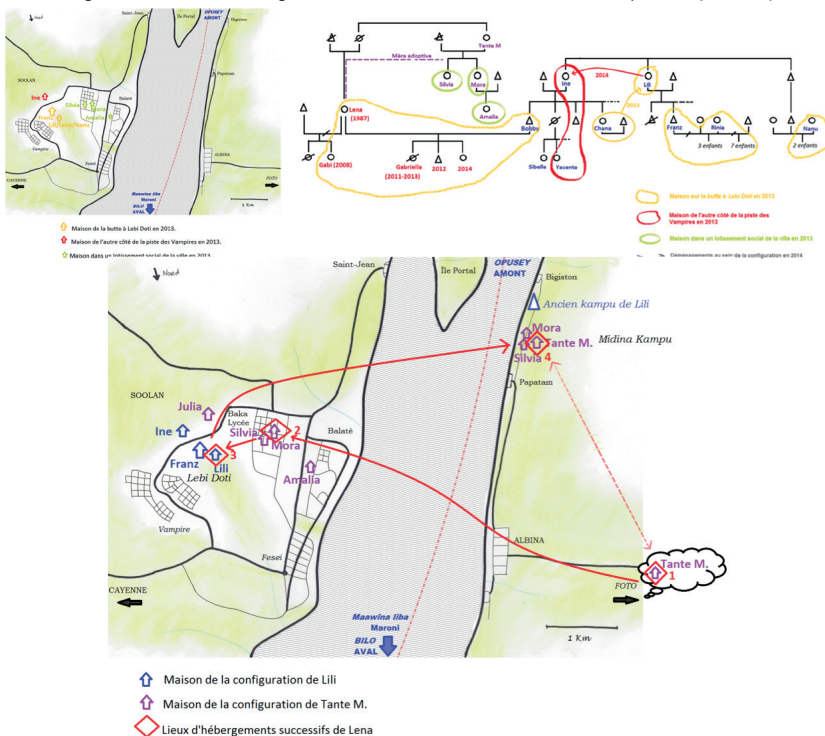 Saint-Jean
OPUSEY
AMONT
Nord
Île Portal
Bigiston
SOOLAN
Papatam
Ine
Silvia
Mora
Balaté
Franz
Amalia
Lili/Lena/Nanu
Vampire
Fesei
ALBINA
CAYENNE
FOTO
Maawina liba
Maroni
BILO
AVAL
1 Km
Maison de la butte à Lebi Doti en 2013.
Maison de l'autre côté de la piste des Vampires en 2013.
Maison dans un lotissement social de la ville en 2013
Tante M
Mère adoptive
Silvia
Mora
Amalia
Ine
2014
Lili
2014
Lena
(1987)
Bobby
Chana
Franz
Rinia
Nanu
3 enfants
7 enfants
2 enfants
Gabi (2008)
Gabriella
(2011-2013)
2012
2014
Sibelle
Yacenta
Maison sur la butte à Lebi Doti en 2013
Maison de l'autre côté de la piste des
Vampires en 2013
Maison dans un lotissement social de la ville en 2013
Déménagements au sein de la configuration en 2014
Nord
Saint-Jean
Île Portal
OPUSEY
AMONT
Bigiston
Ancien kampu de Lili
Mora
Tante M.
Midina Kampu
Silvia 4
Papatam
SOOLAN
Julia
Baka
Lycée
Ine
Silvia
2
Mora
Balaté
Franz
3
Lili
Lebi Doti
Amalia
Vampire
Fesei
ALBINA
Tante M.
1
FOTO
CAYENNE
Maawina liba
Maroni
BILO
AVAL
1 Km
Maison de la configuration de Lili
Maison de la configuration de Tante M.
Lieux d'hébergements successifs de Lena